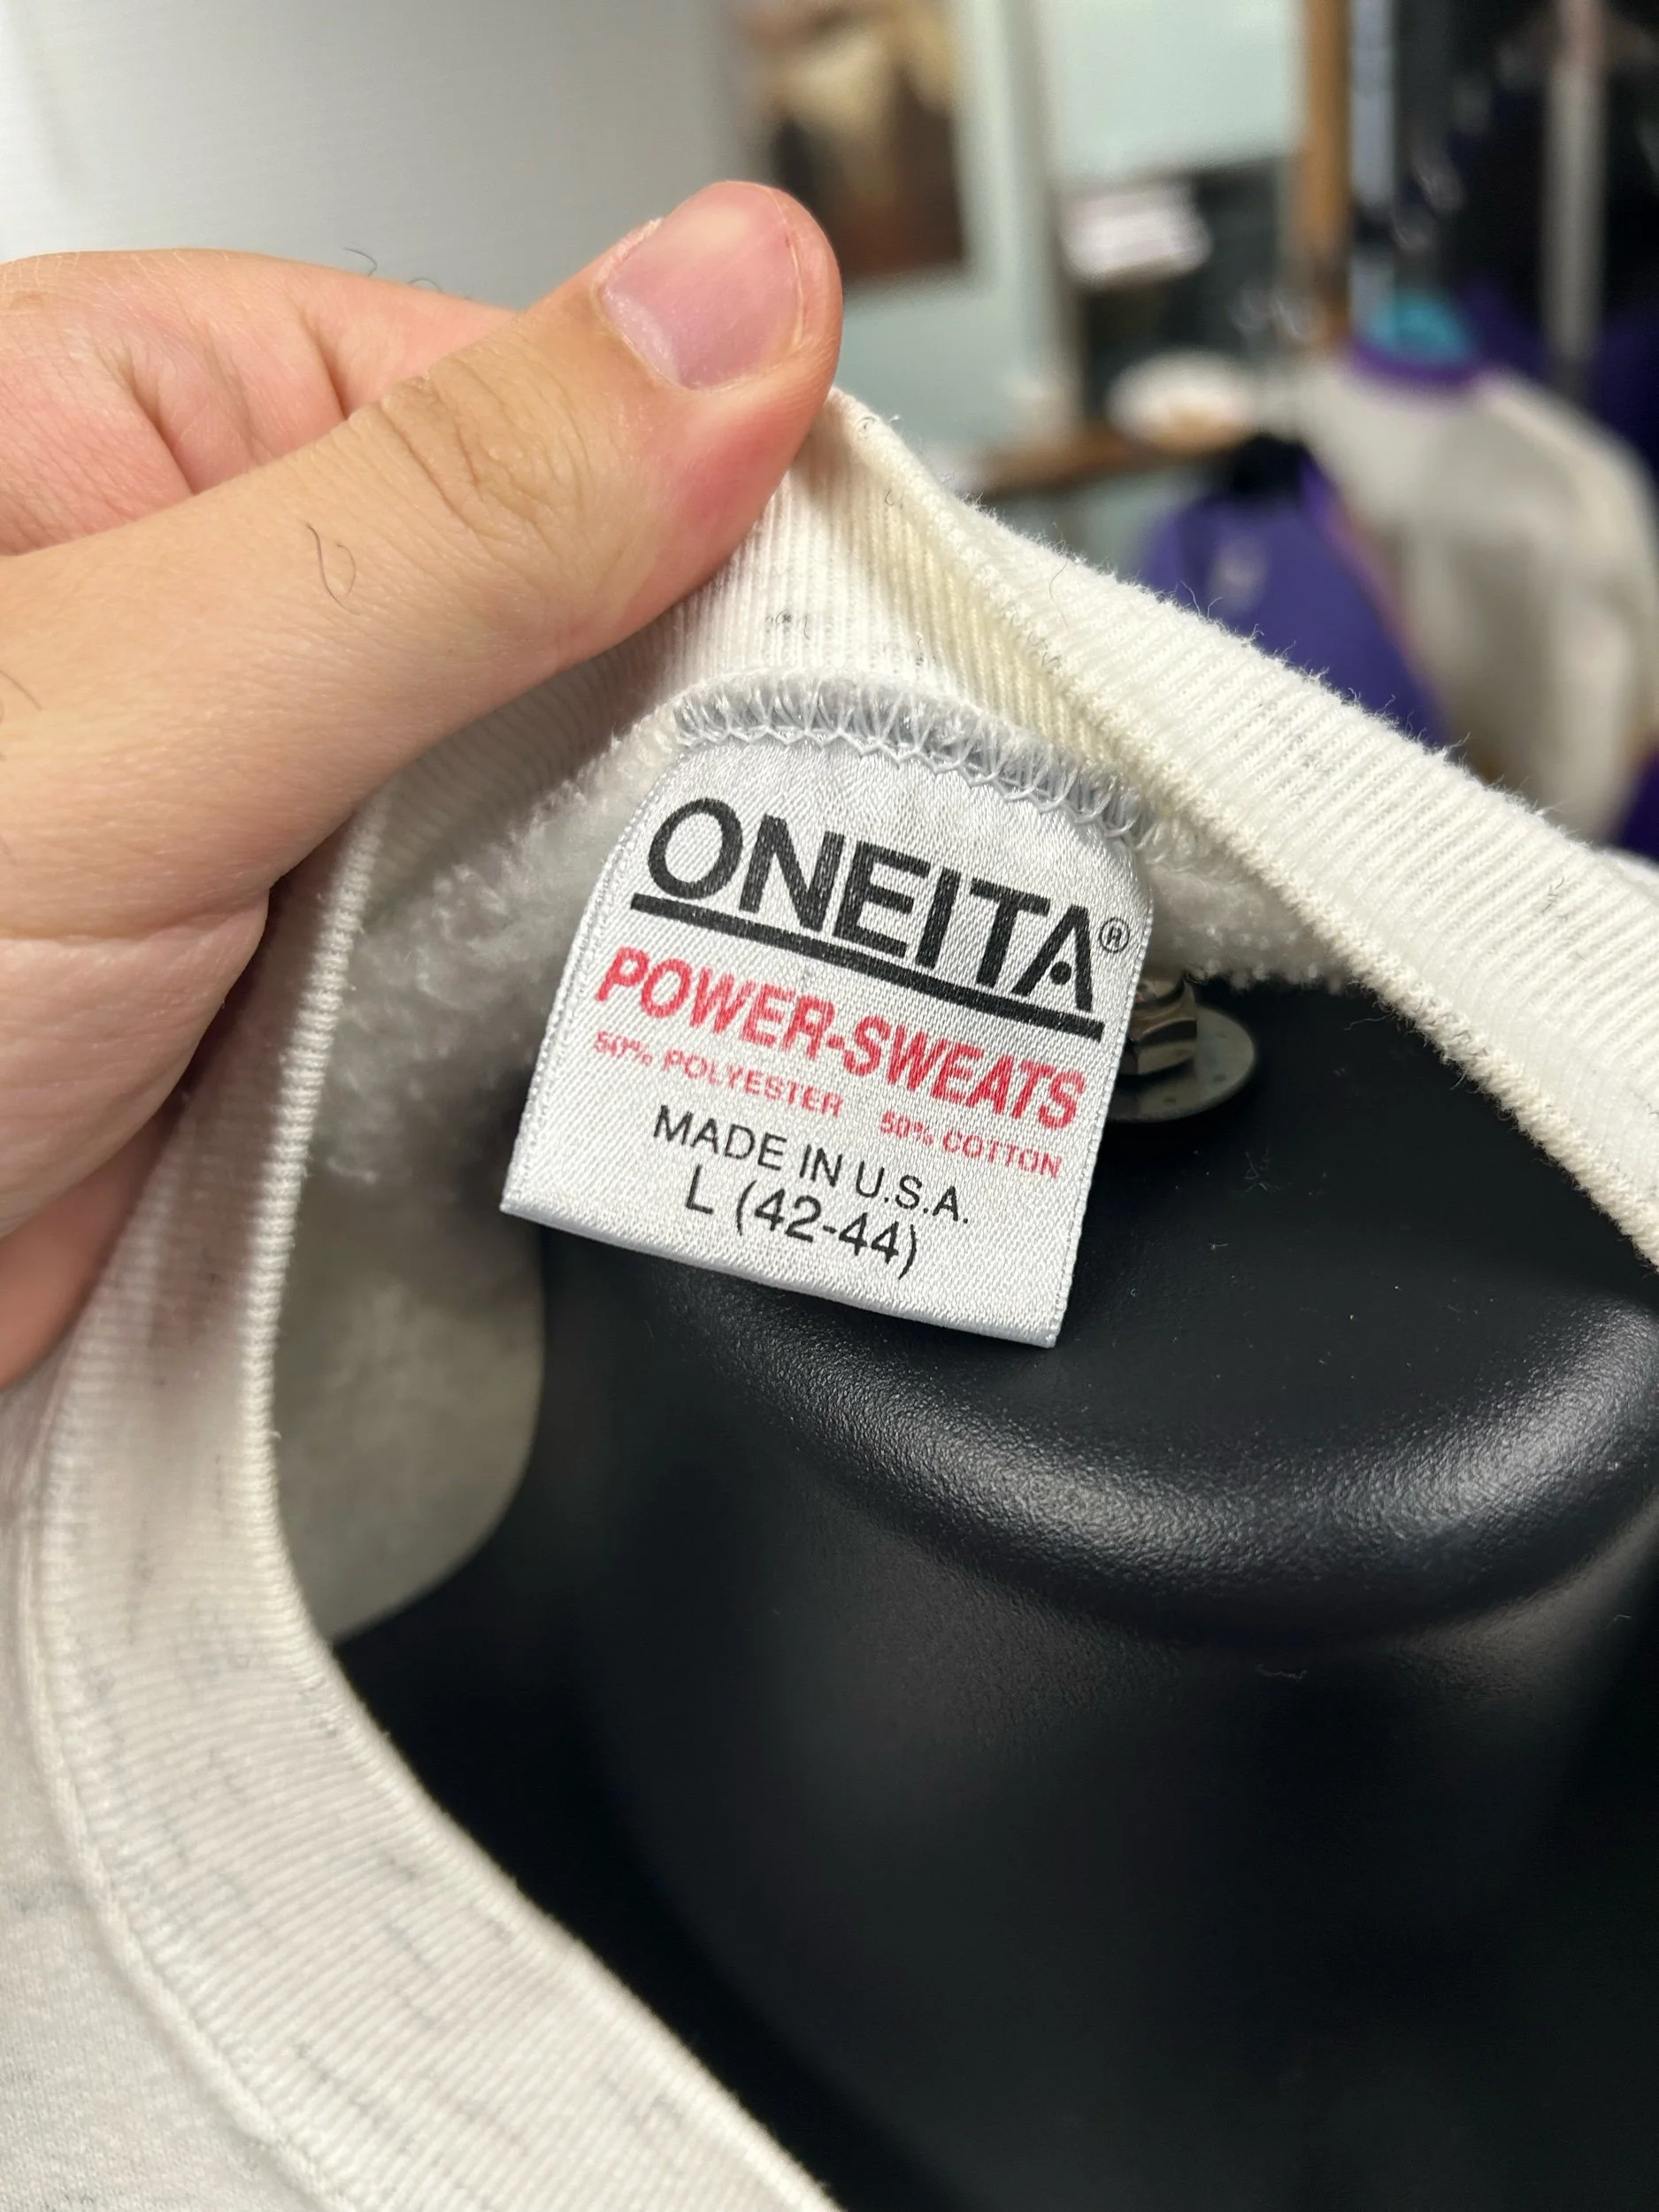 ONEITA®
POWER-SWEATS
50% POLYESTER 50% COTTON
MADE IN U.S.A.
L (42-44)